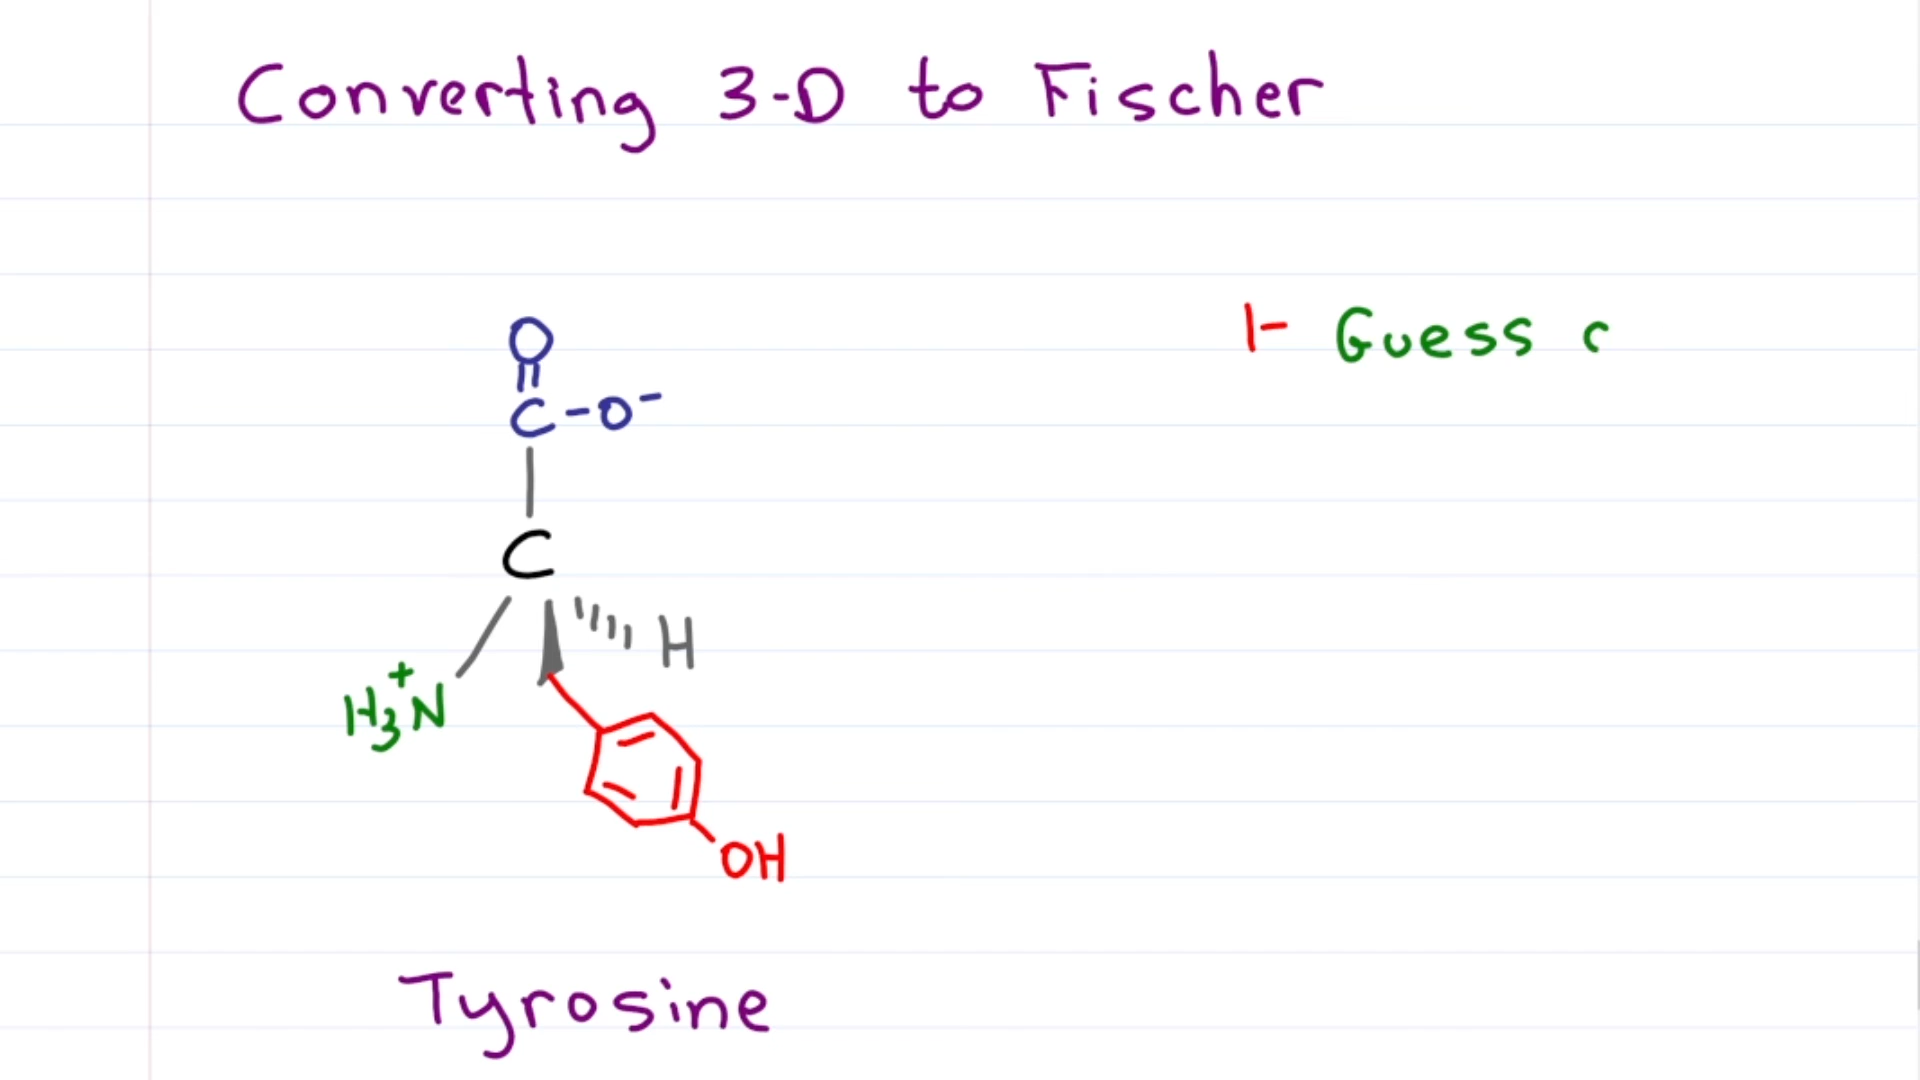 Converting 3-D to Fischer
1- Guess c
O
C-O⁻
C
H
H₃N⁺
OH
Tyrosine